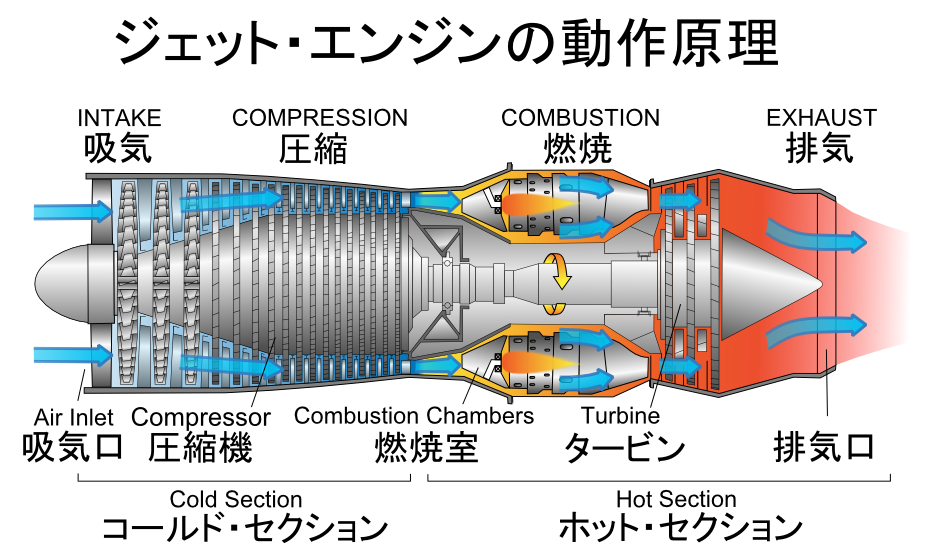 ジェット・エンジンの動作原理
INTAKE
吸気
COMPRESSION
圧縮
COMBUSTION
燃焼
EXHAUST
排気
Air Inlet
吸気口
Compressor
圧縮機
Combustion Chambers
燃焼室
Turbine
タービン
排気口
Cold Section
コールド・セクション
Hot Section
ホット・セクション